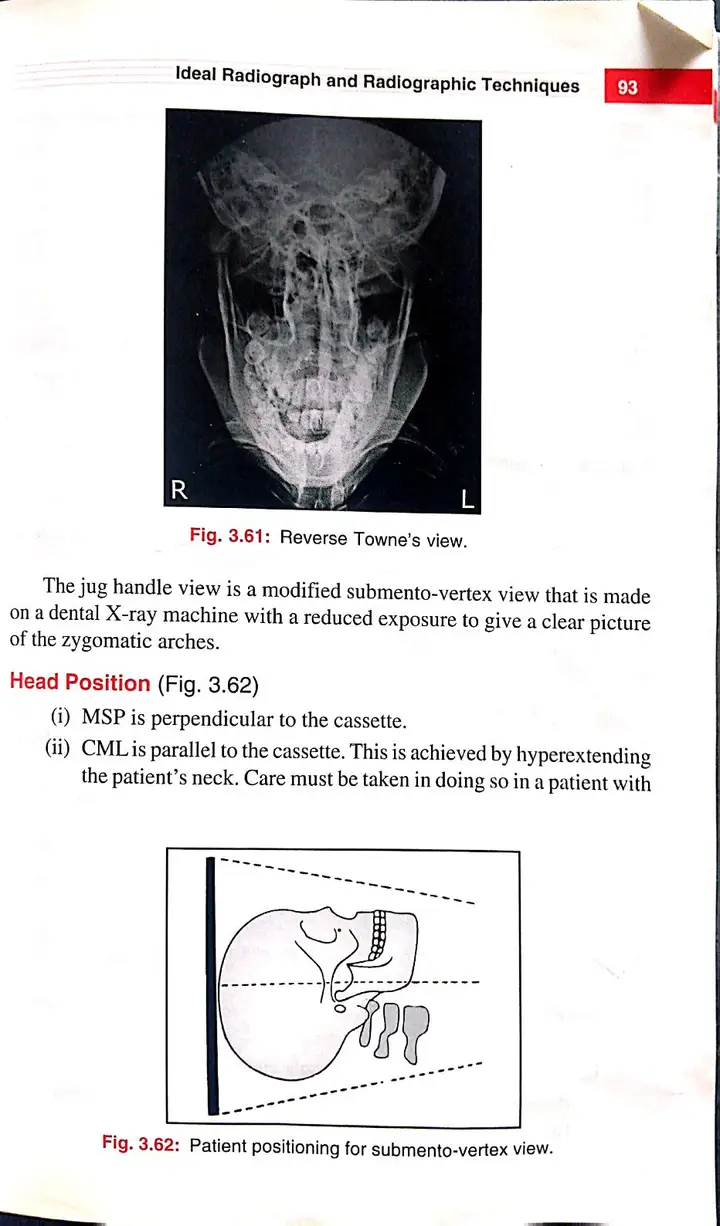 Ideal Radiograph and Radiographic Techniques 93
R L
Fig. 3.61: Reverse Towne's view.
The jug handle view is a modified submento-vertex view that is made
on a dental X-ray machine with a reduced exposure to give a clear picture
of the zygomatic arches.
Head Position (Fig. 3.62)
(i) MSP is perpendicular to the cassette.
(ii) CML is parallel to the cassette. This is achieved by hyperextending
the patient's neck. Care must be taken in doing so in a patient with
Fig. 3.62: Patient positioning for submento-vertex view.